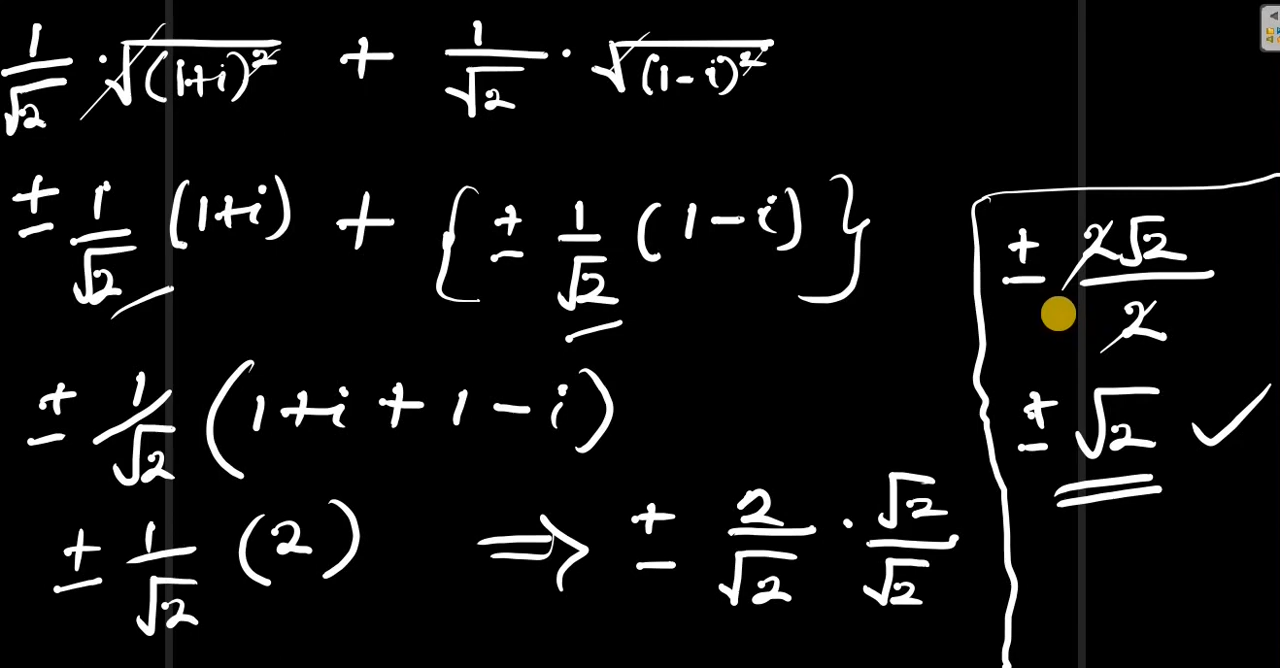 1/√2 · √(1+i)² + 1/√2 · √(1-i)²
± 1/√2 (1+i) + { ± 1/√2 (1-i) }
± 1/√2 (1+i+1-i)
± 1/√2 (2) ⟹ ± 2/√2 · √2/√2
± 2√2/2
± √2 ✓